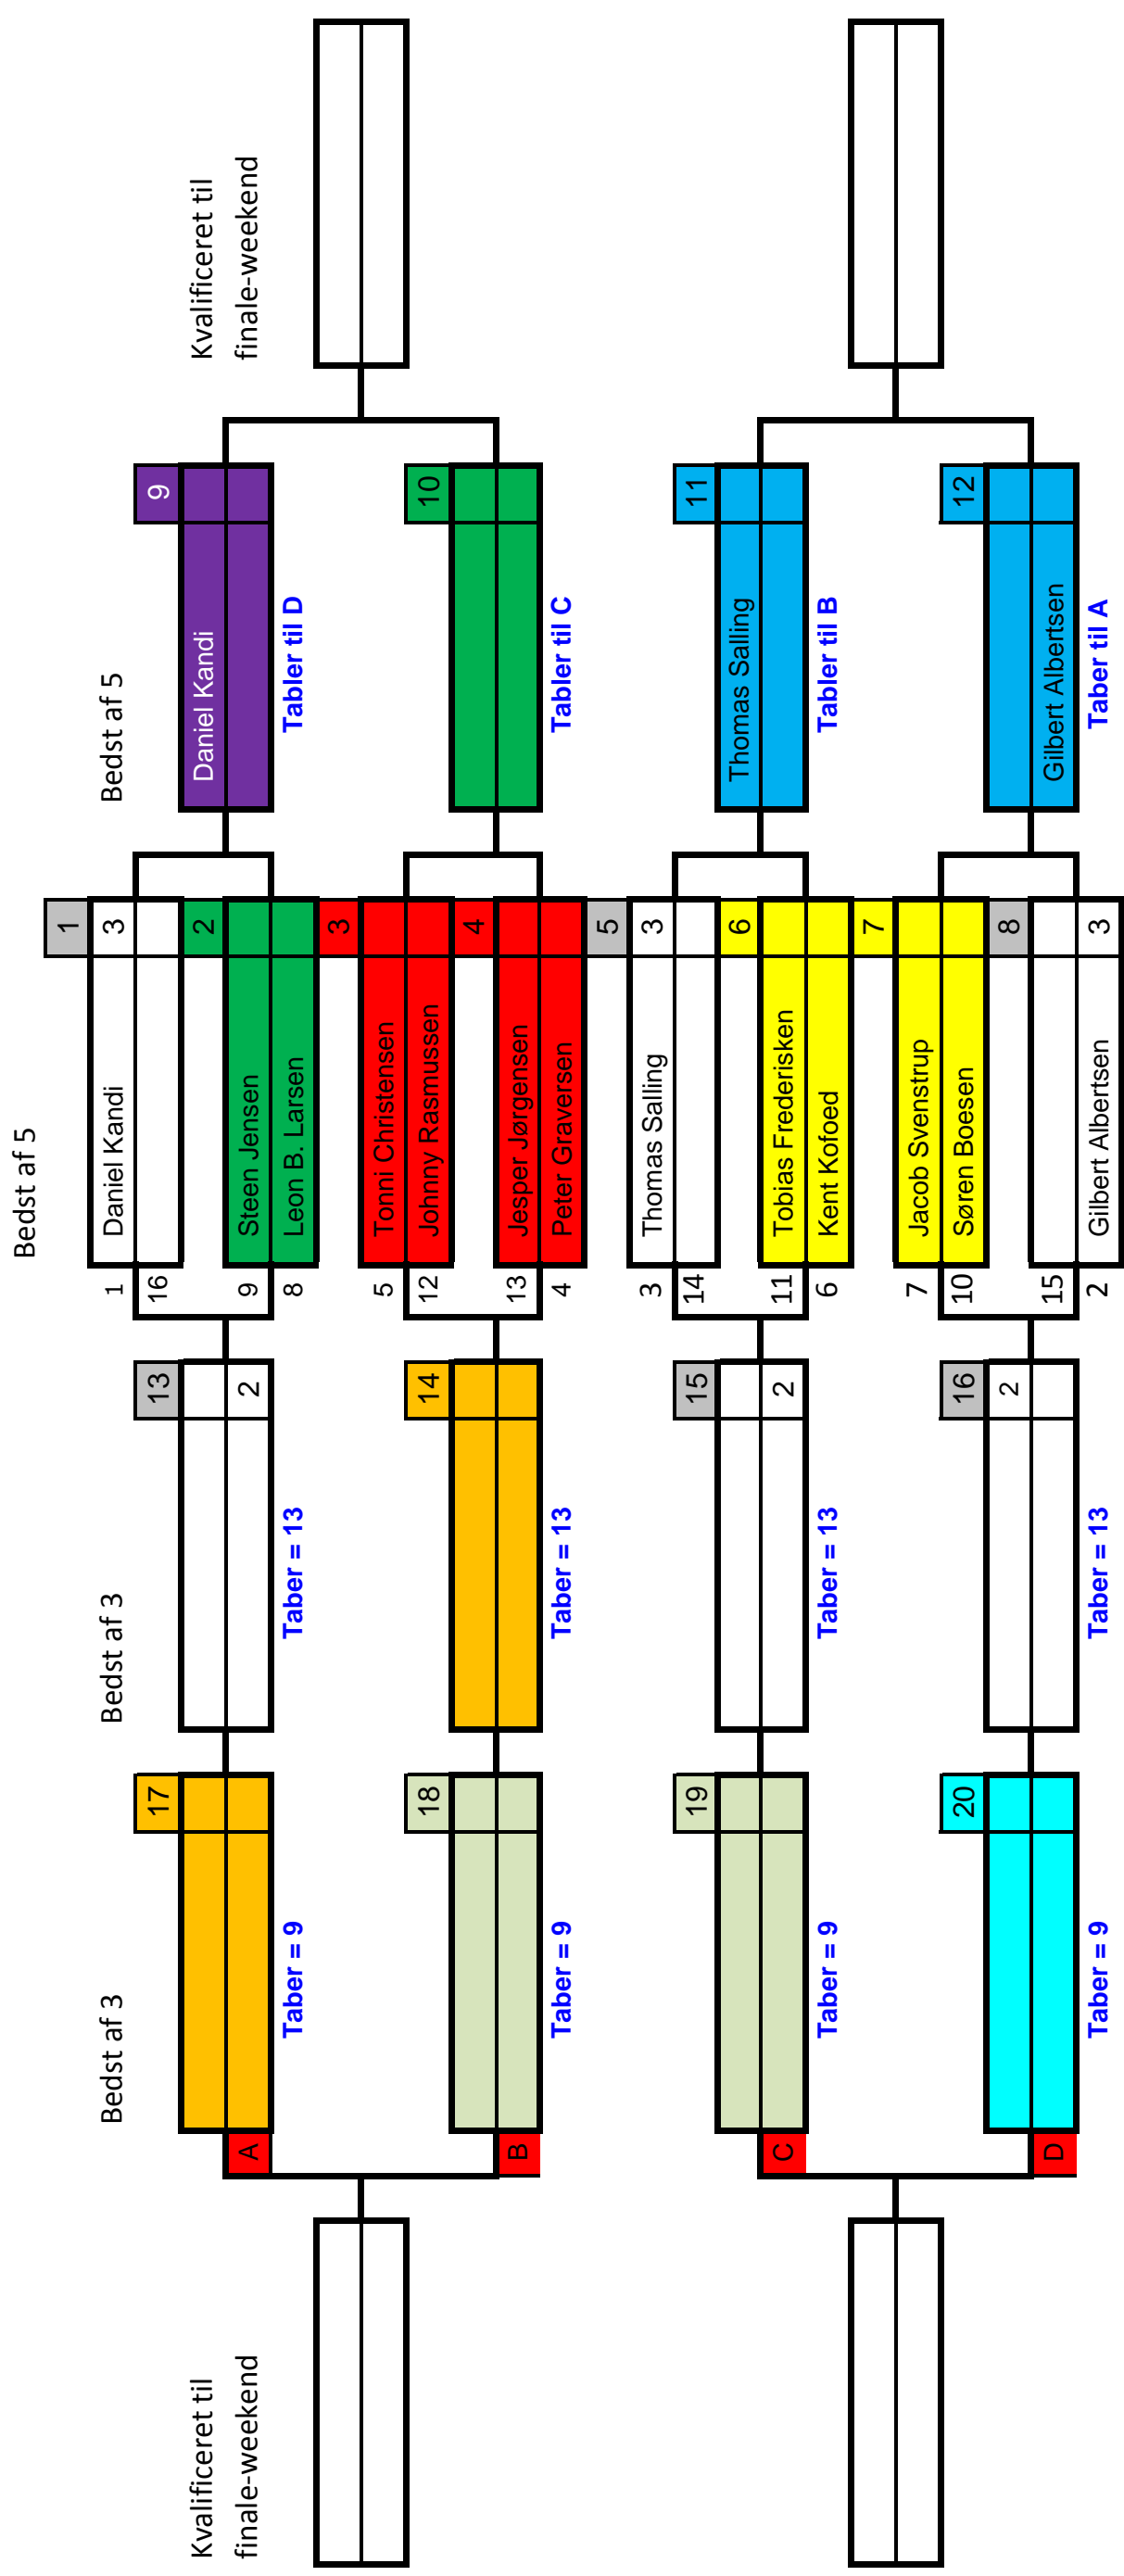 Bedst af 5
Kvalificeret til
finale-weekend
Bedst af 3
Bedst af 3
Bedst af 5
Kvalificeret til
finale-weekend
1
1
Daniel Kandi
3
16
17
13
2
9
A
2
9
Steen Jensen
Daniel Kandi
8
Leon B. Larsen
Taber = 9
Taber = 13
Tabler til D
3
5
Tonni Christensen
12
Johnny Rasmussen
18
14
4
10
B
13
Jesper Jørgensen
4
Peter Graversen
Taber = 9
Taber = 13
Tabler til C
5
3
Thomas Salling
3
14
19
15
6
11
C
2
11
Tobias Frederisken
Thomas Salling
6
Kent Kofoed
Taber = 9
Taber = 13
Tabler til B
7
7
Jacob Svenstrup
10
Søren Boesen
20
16
8
12
2
D
15
Gilbert Albertsen
2
Gilbert Albertsen
3
Taber = 9
Taber = 13
Taber til A